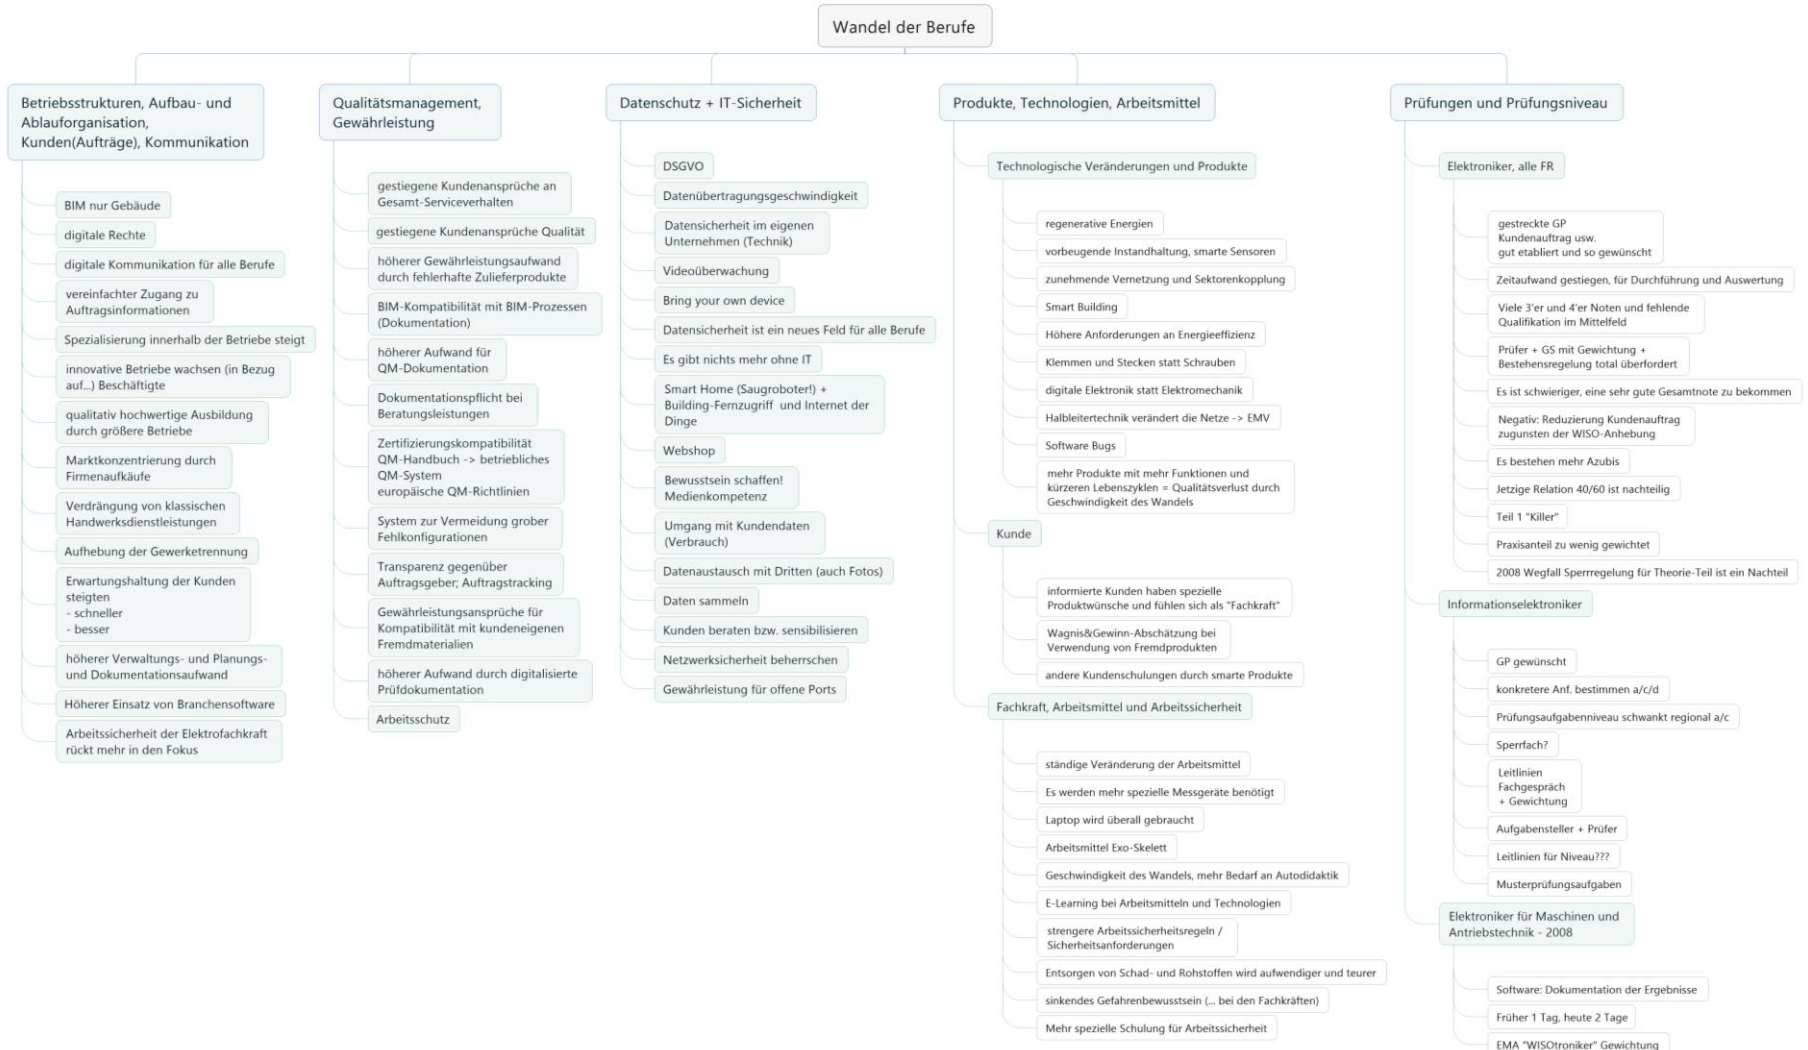 Wandel der Berufe
Betriebsstrukturen, Aufbau- und
Ablauforganisation,
Kunden(Aufträge), Kommunikation
BIM nur Gebäude
digitale Rechte
digitale Kommunikation für alle Berufe
vereinfachter Zugang zu
Auftragsinformationen
Spezialisierung innerhalb der Betriebe steigt
innovative Betriebe wachsen (in Bezug
auf...) Beschäftigte
qualitativ hochwertige Ausbildung
durch größere Betriebe
Marktkonzentrierung durch
Firmenaufkäufe
Verdrängung von klassischen
Handwerksdienstleistungen
Aufhebung der Gewerketrennung
Erwartungshaltung der Kunden
steigten
- schneller
- besser
höherer Verwaltungs- und Planungs-
und Dokumentationsaufwand
Höherer Einsatz von Branchensoftware
Arbeitssicherheit der Elektrofachkraft
rückt mehr in den Fokus
Qualitätsmanagement,
Gewährleistung
gestiegene Kundenansprüche an
Gesamt-Serviceverhalten
gestiegene Kundenansprüche Qualität
höherer Gewährleistungsaufwand
durch fehlerhafte Zulieferprodukte
BIM-Kompatibilität mit BIM-Prozessen
(Dokumentation)
höherer Aufwand für
QM-Dokumentation
Dokumentationspflicht bei
Beratungsleistungen
Zertifizierungskompatibilität
QM-Handbuch -> betriebliches
QM-System
europäische QM-Richtlinien
System zur Vermeidung grober
Fehlkonfigurationen
Transparenz gegenüber
Auftragsgeber; Auftragstracking
Gewährleistungsansprüche für
Kompatibilität mit kundeneigenen
Fremdmaterialien
höherer Aufwand durch digitalisierte
Prüfdokumentation
Arbeitsschutz
Datenschutz + IT-Sicherheit
DSGVO
Datenübertragungsgeschwindigkeit
Datensicherheit im eigenen
Unternehmen (Technik)
Videoüberwachung
Bring your own device
Datensicherheit ist ein neues Feld für alle Berufe
Es gibt nichts mehr ohne IT
Smart Home (Saugroboter!) +
Building-Fernzugriff und Internet der
Dinge
Webshop
Bewusstsein schaffen!
Medienkompetenz
Umgang mit Kundendaten
(Verbrauch)
Datenaustausch mit Dritten (auch Fotos)
Daten sammeln
Kunden beraten bzw. sensibilisieren
Netzwerksicherheit beherrschen
Gewährleistung für offene Ports
Produkte, Technologien, Arbeitsmittel
Technologische Veränderungen und Produkte
regenerative Energien
vorbeugende Instandhaltung, smarte Sensoren
zunehmende Vernetzung und Sektorenkopplung
Smart Building
Höhere Anforderungen an Energieeffizienz
Klemmen und Stecken statt Schrauben
digitale Elektronik statt Elektromechanik
Halbleitertechnik verändert die Netze -> EMV
Software Bugs
mehr Produkte mit mehr Funktionen und
kürzeren Lebenszyklen = Qualitätsverlust durch
Geschwindigkeit des Wandels
Kunde
informierte Kunden haben spezielle
Produktwünsche und fühlen sich als "Fachkraft"
Wagnis&Gewinn-Abschätzung bei
Verwendung von Fremdprodukten
andere Kundenschulungen durch smarte Produkte
Fachkraft, Arbeitsmittel und Arbeitssicherheit
ständige Veränderung der Arbeitsmittel
Es werden mehr spezielle Messgeräte benötigt
Laptop wird überall gebraucht
Arbeitsmittel Exo-Skelett
Geschwindigkeit des Wandels, mehr Bedarf an Autodidaktik
E-Learning bei Arbeitsmitteln und Technologien
strengere Arbeitssicherheitsregeln /
Sicherheitsanforderungen
Entsorgen von Schad- und Rohstoffen wird aufwendiger und teurer
sinkendes Gefahrenbewusstsein (... bei den Fachkräften)
Mehr spezielle Schulung für Arbeitssicherheit
Prüfungen und Prüfungsniveau
Elektroniker, alle FR
gestreckte GP
Kundenauftrag usw.
gut etabliert und so gewünscht
Zeitaufwand gestiegen, für Durchführung und Auswertung
Viele 3'er und 4'er Noten und fehlende
Qualifikation im Mittelfeld
Prüfer + GS mit Gewichtung +
Bestehensregelung total überfordert
Es ist schwieriger, eine sehr gute Gesamtnote zu bekommen
Negativ: Reduzierung Kundenauftrag
zugunsten der WISO-Anhebung
Es bestehen mehr Azubis
Jetzige Relation 40/60 ist nachteilig
Teil 1 "Killer"
Praxisanteil zu wenig gewichtet
2008 Wegfall Sperrregelung für Theorie-Teil ist ein Nachteil
Informationselektroniker
GP gewünscht
konkretere Anf. bestimmen a/c/d
Prüfungsaufgabenniveau schwankt regional a/c
Sperrfach?
Leitlinien
Fachgespräch
+ Gewichtung
Aufgabensteller + Prüfer
Leitlinien für Niveau???
Musterprüfungsaufgaben
Elektroniker für Maschinen und
Antriebstechnik - 2008
Software: Dokumentation der Ergebnisse
Früher 1 Tag, heute 2 Tage
EMA "WISOtroniker" Gewichtung